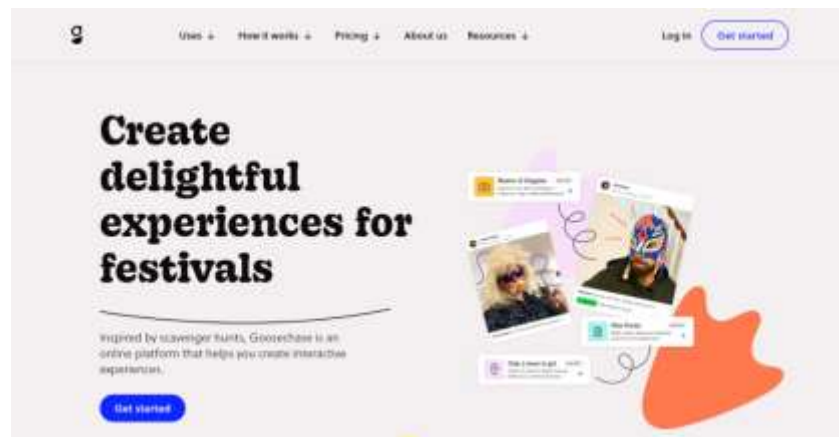 g
Uses ↓ How it works ↓ Pricing ↓ About us Resources ↓ Log in Get started
Create
delightful
experiences for
festivals
Inspired by scavenger hunts, Goosechase is an
online platform that helps you create interactive
experiences.
Get started